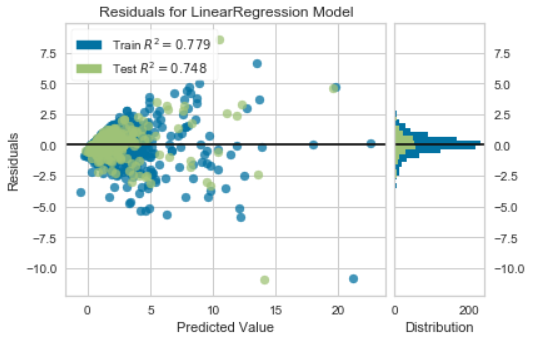 Residuals for LinearRegression Model
Train R² = 0.779
Test R² = 0.748
7.5
5.0
2.5
0.0
−2.5
−5.0
−7.5
−10.0
Residuals
0 5 10 15 20
Predicted Value
7.5
5.0
2.5
0.0
−2.5
−5.0
−7.5
−10.0
0 200
Distribution